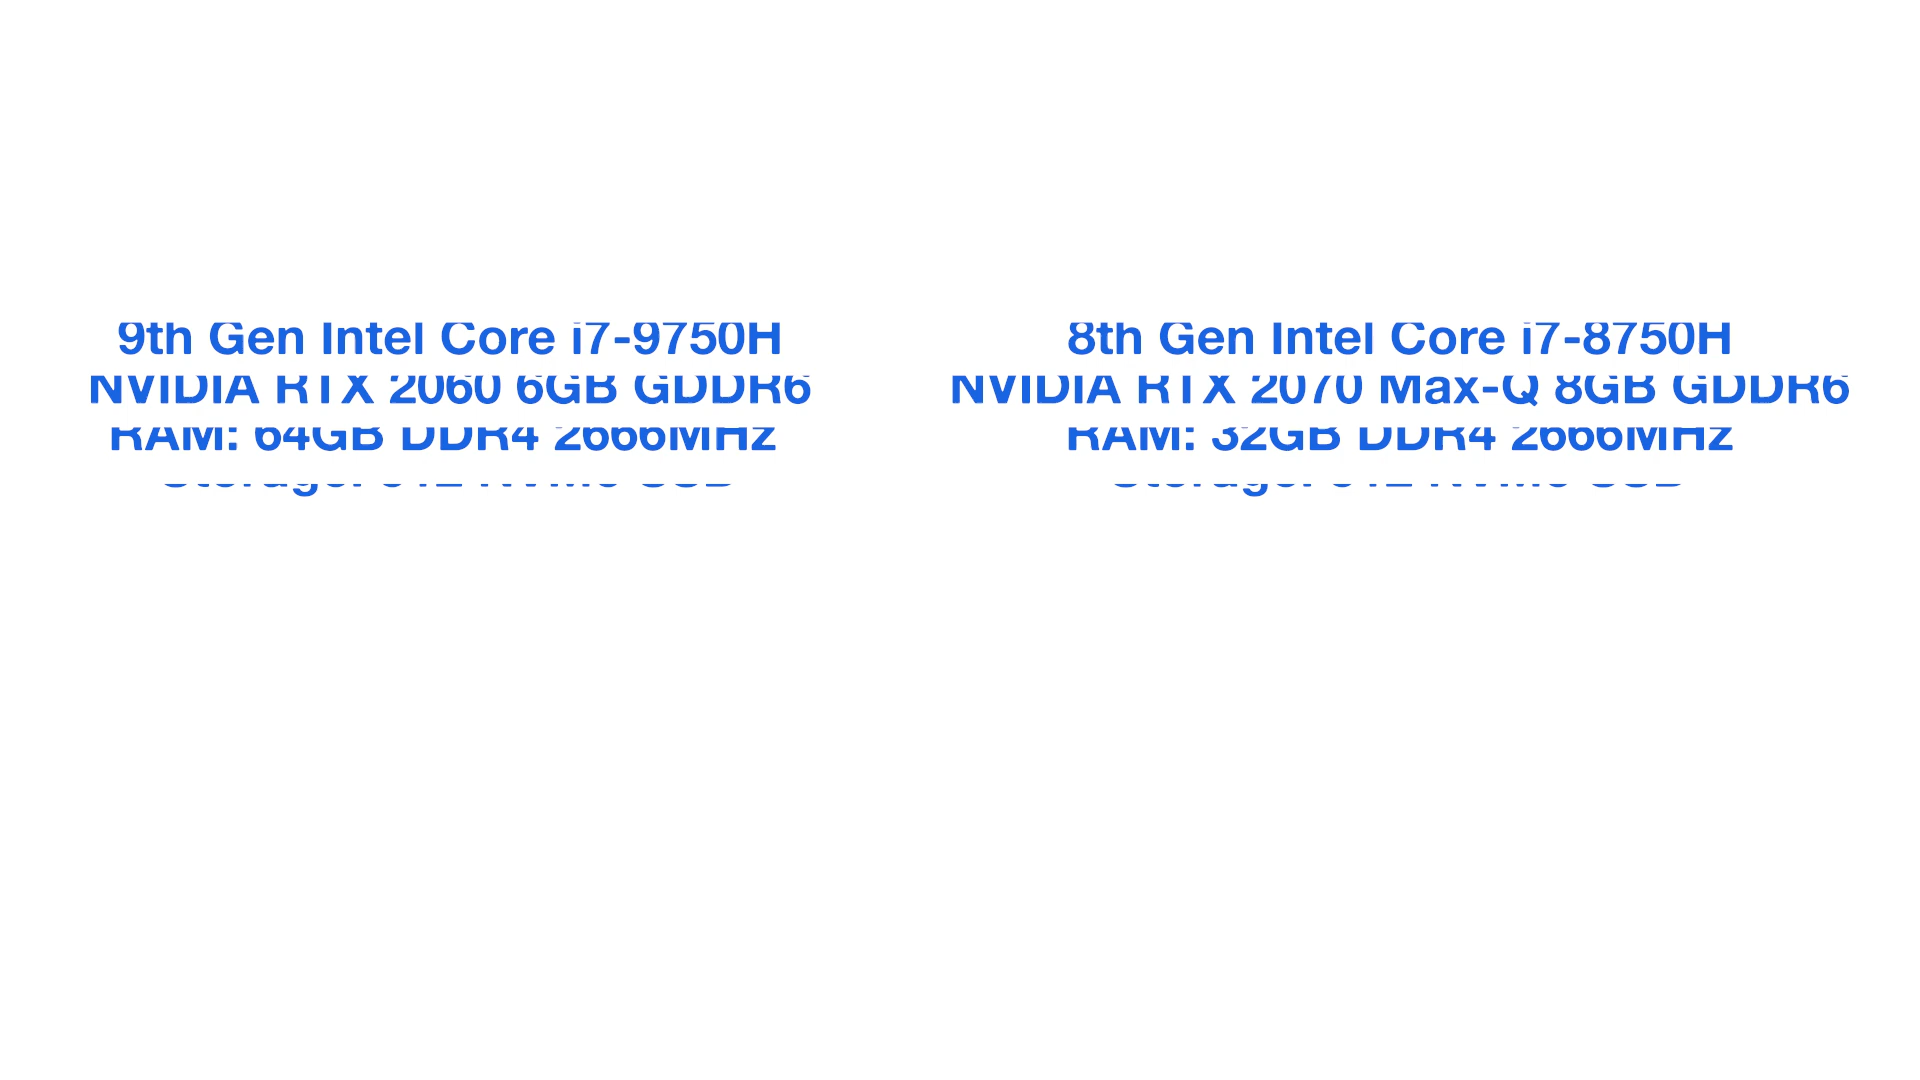 9th Gen Intel Core i7-9750H
NVIDIA RTX 2060 6GB GDDR6
RAM: 64GB DDR4 2666MHz
8th Gen Intel Core i7-8750H
NVIDIA RTX 2070 Max-Q 8GB GDDR6
RAM: 32GB DDR4 2666MHz